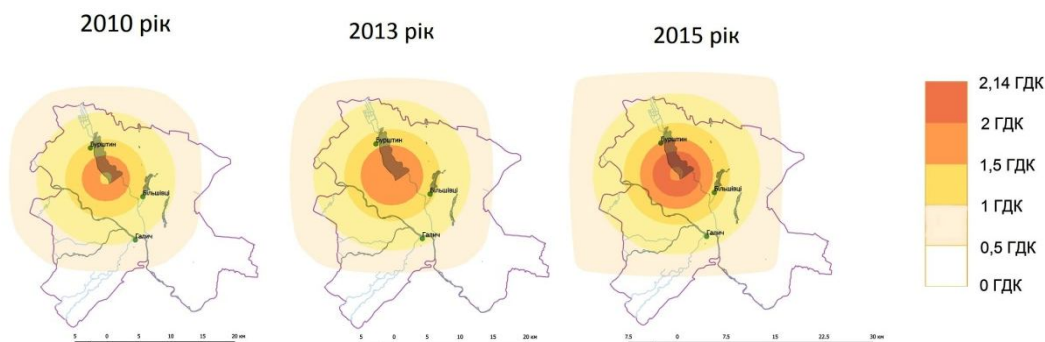 2010 рік
2013 рік
2015 рік
Бурштин
Більшівці
Галич
5 0 5 10 15 20 км
Бурштин
Більшівці
Галич
5 0 5 10 15 20 км
Бурштин
Більшівці
Галич
7.5 0 7.5 15 22.5 30 км
2,14 ГДК
2 ГДК
1,5 ГДК
1 ГДК
0,5 ГДК
0 ГДК